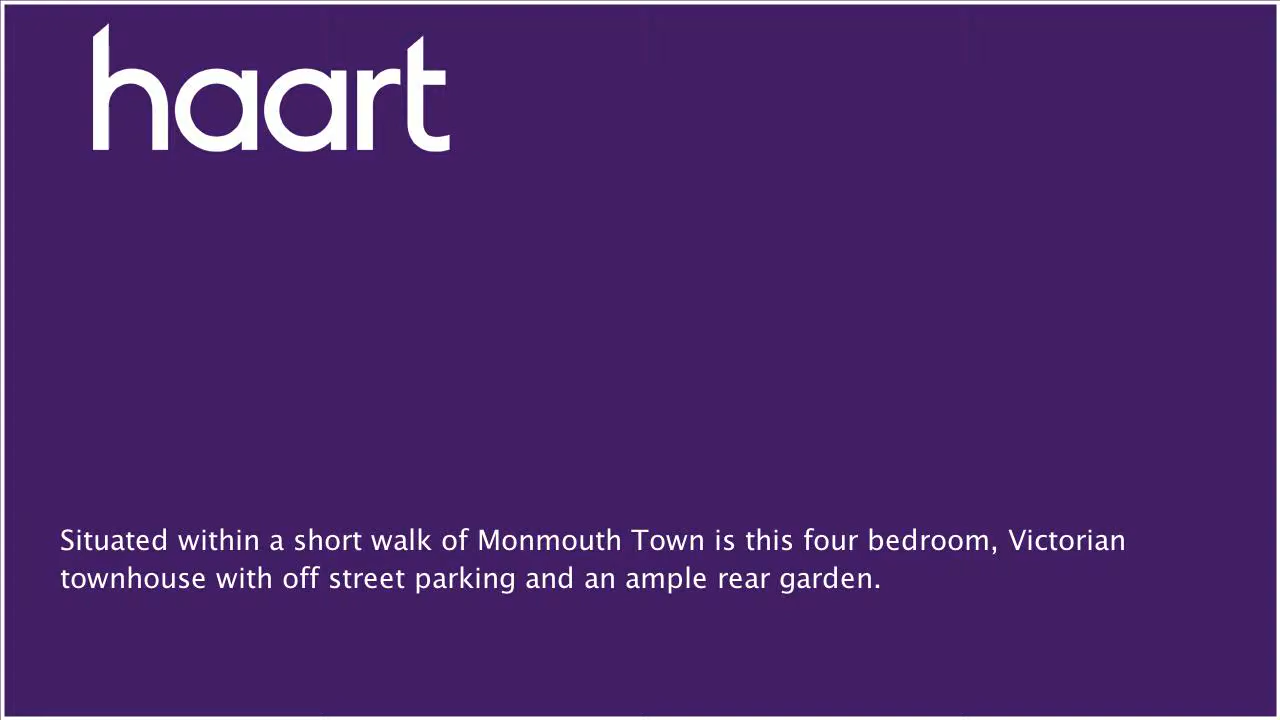 haart
Situated within a short walk of Monmouth Town is this four bedroom, Victorian
townhouse with off street parking and an ample rear garden.